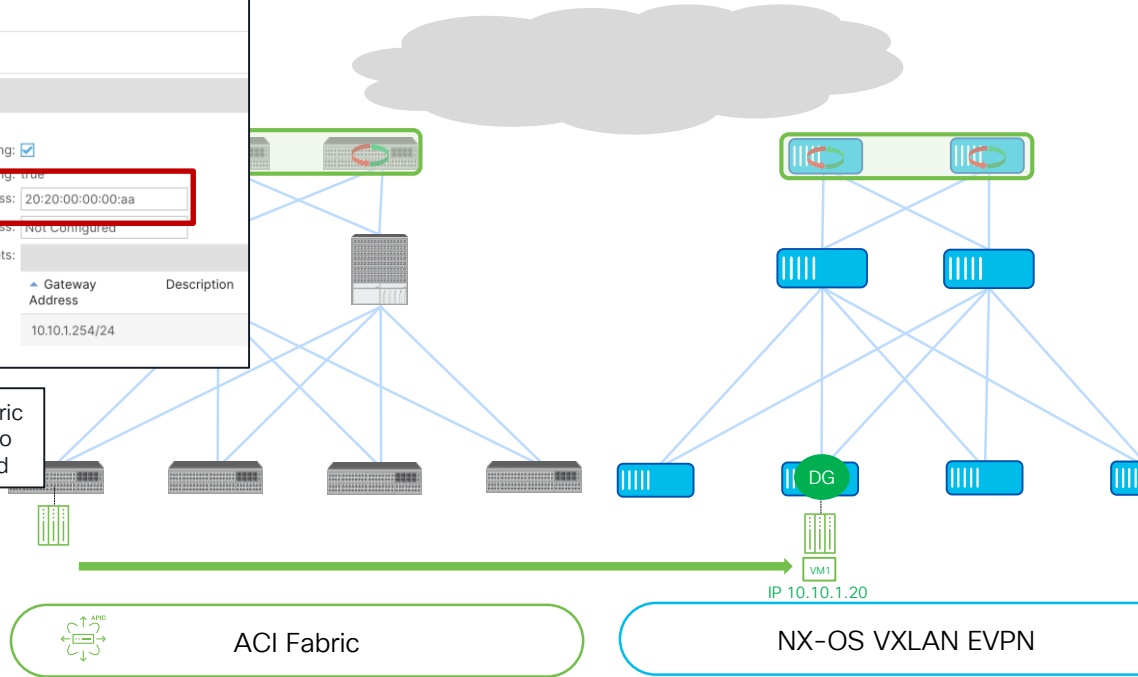 ng:
ng: true
ss: 20:20:00:00:00:aa
ss: Not Configured
ts:
Gateway Address
Description
10.10.1.254/24
ric
o
d
DG
VM1
IP 10.10.1.20
APIC
ACI Fabric
NX-OS VXLAN EVPN